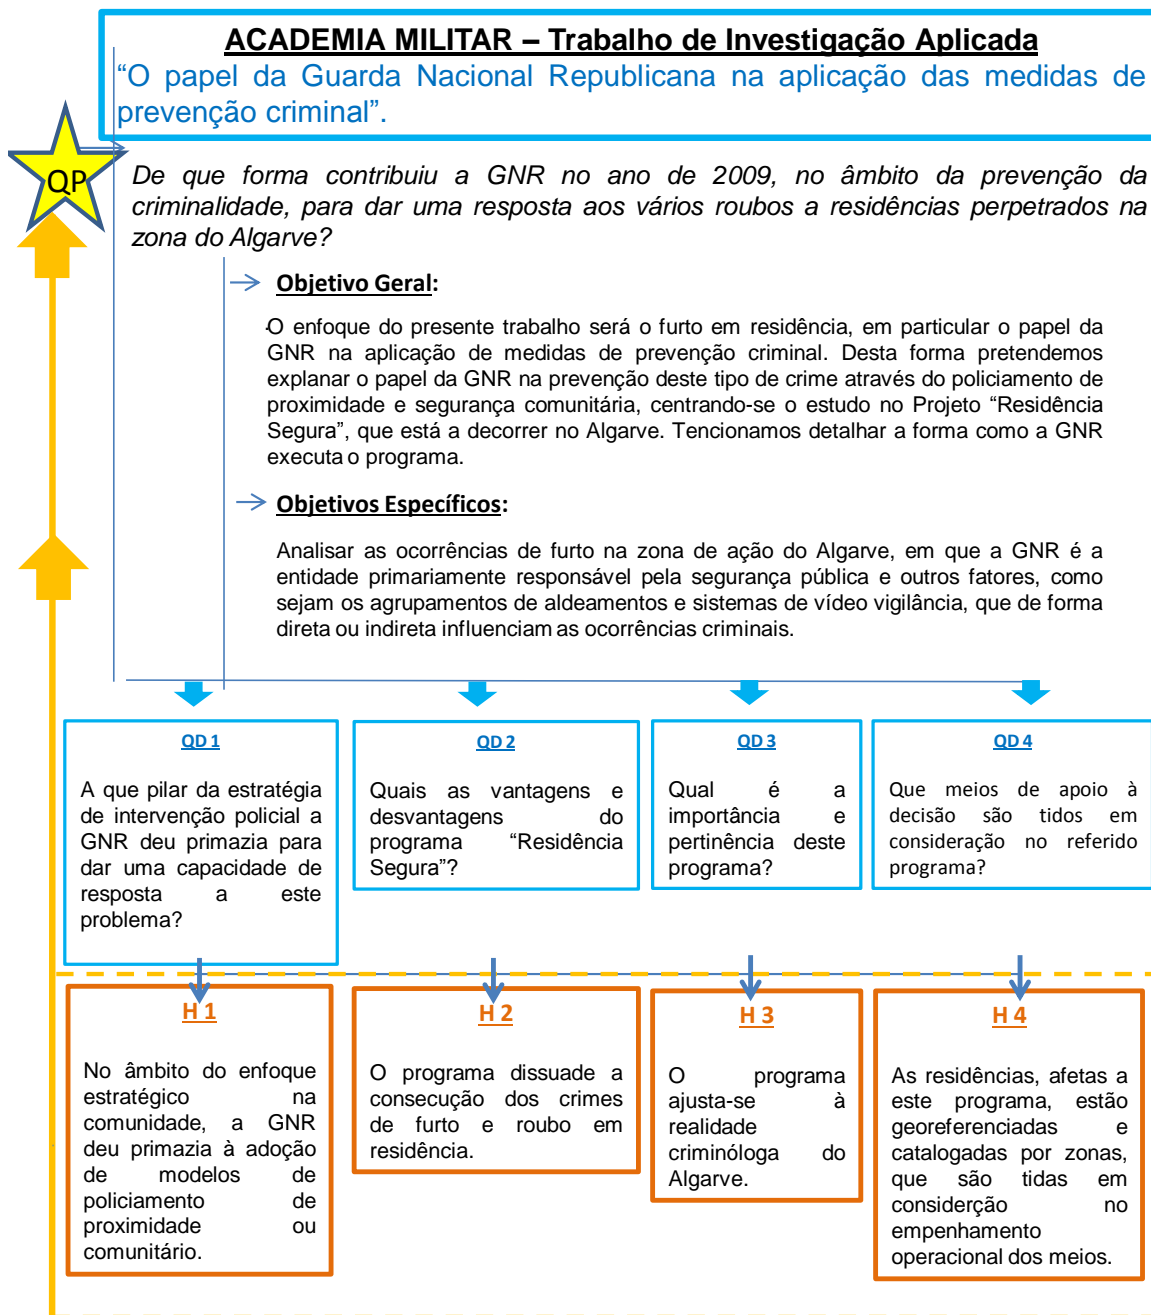 ACADEMIA MILITAR – Trabalho de Investigação Aplicada
“O papel da Guarda Nacional Republicana na aplicação das medidas de
prevenção criminal”.
QP
De que forma contribuiu a GNR no ano de 2009, no âmbito da prevenção da
criminalidade, para dar uma resposta aos vários roubos a residências perpetrados na
zona do Algarve?
Objetivo Geral:
O enfoque do presente trabalho será o furto em residência, em particular o papel da
GNR na aplicação de medidas de prevenção criminal. Desta forma pretendemos
explanar o papel da GNR na prevenção deste tipo de crime através do policiamento de
proximidade e segurança comunitária, centrando-se o estudo no Projeto “Residência
Segura”, que está a decorrer no Algarve. Tencionamos detalhar a forma como a GNR
executa o programa.
Objetivos Específicos:
Analisar as ocorrências de furto na zona de ação do Algarve, em que a GNR é a
entidade primariamente responsável pela segurança pública e outros fatores, como
sejam os agrupamentos de aldeamentos e sistemas de vídeo vigilância, que de forma
direta ou indireta influenciam as ocorrências criminais.
QD 1
A que pilar da estratégia
de intervenção policial a
GNR deu primazia para
dar uma capacidade de
resposta a este
problema?
QD 2
Quais as vantagens e
desvantagens do
programa “Residência
Segura”?
QD 3
Qual é a
importância e
pertinência deste
programa?
QD 4
Que meios de apoio à
decisão são tidos em
consideração no referido
programa?
H 1
No âmbito do enfoque
estratégico na
comunidade, a GNR
deu primazia à adoção
de modelos de
policiamento de
proximidade ou
comunitário.
H 2
O programa dissuade a
consecução dos crimes
de furto e roubo em
residência.
H 3
O programa
ajusta-se à
realidade
criminóloga do
Algarve.
H 4
As residências, afetas a
este programa, estão
georeferenciadas e
catalogadas por zonas,
que são tidas em
considerção no
empenhamento
operacional dos meios.